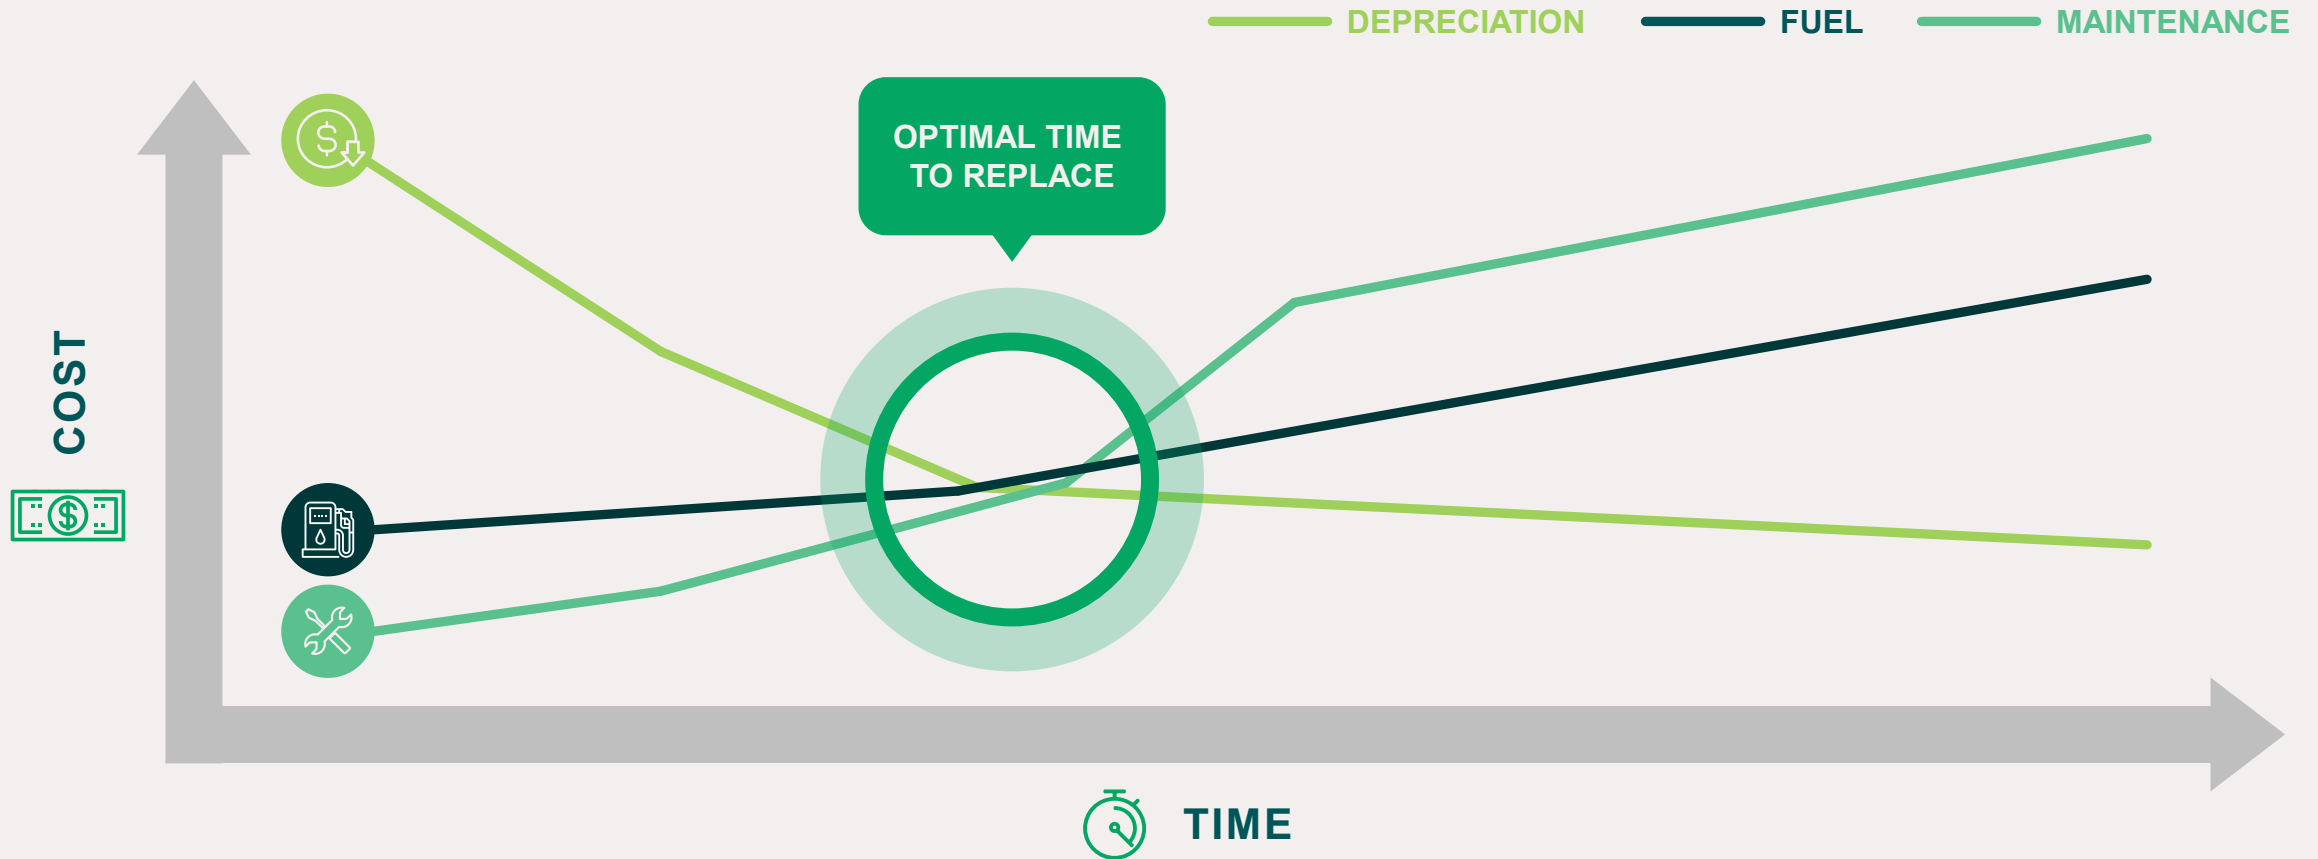 DEPRECIATION
FUEL
MAINTENANCE
OPTIMAL TIME
TO REPLACE
COST
$
$
TIME